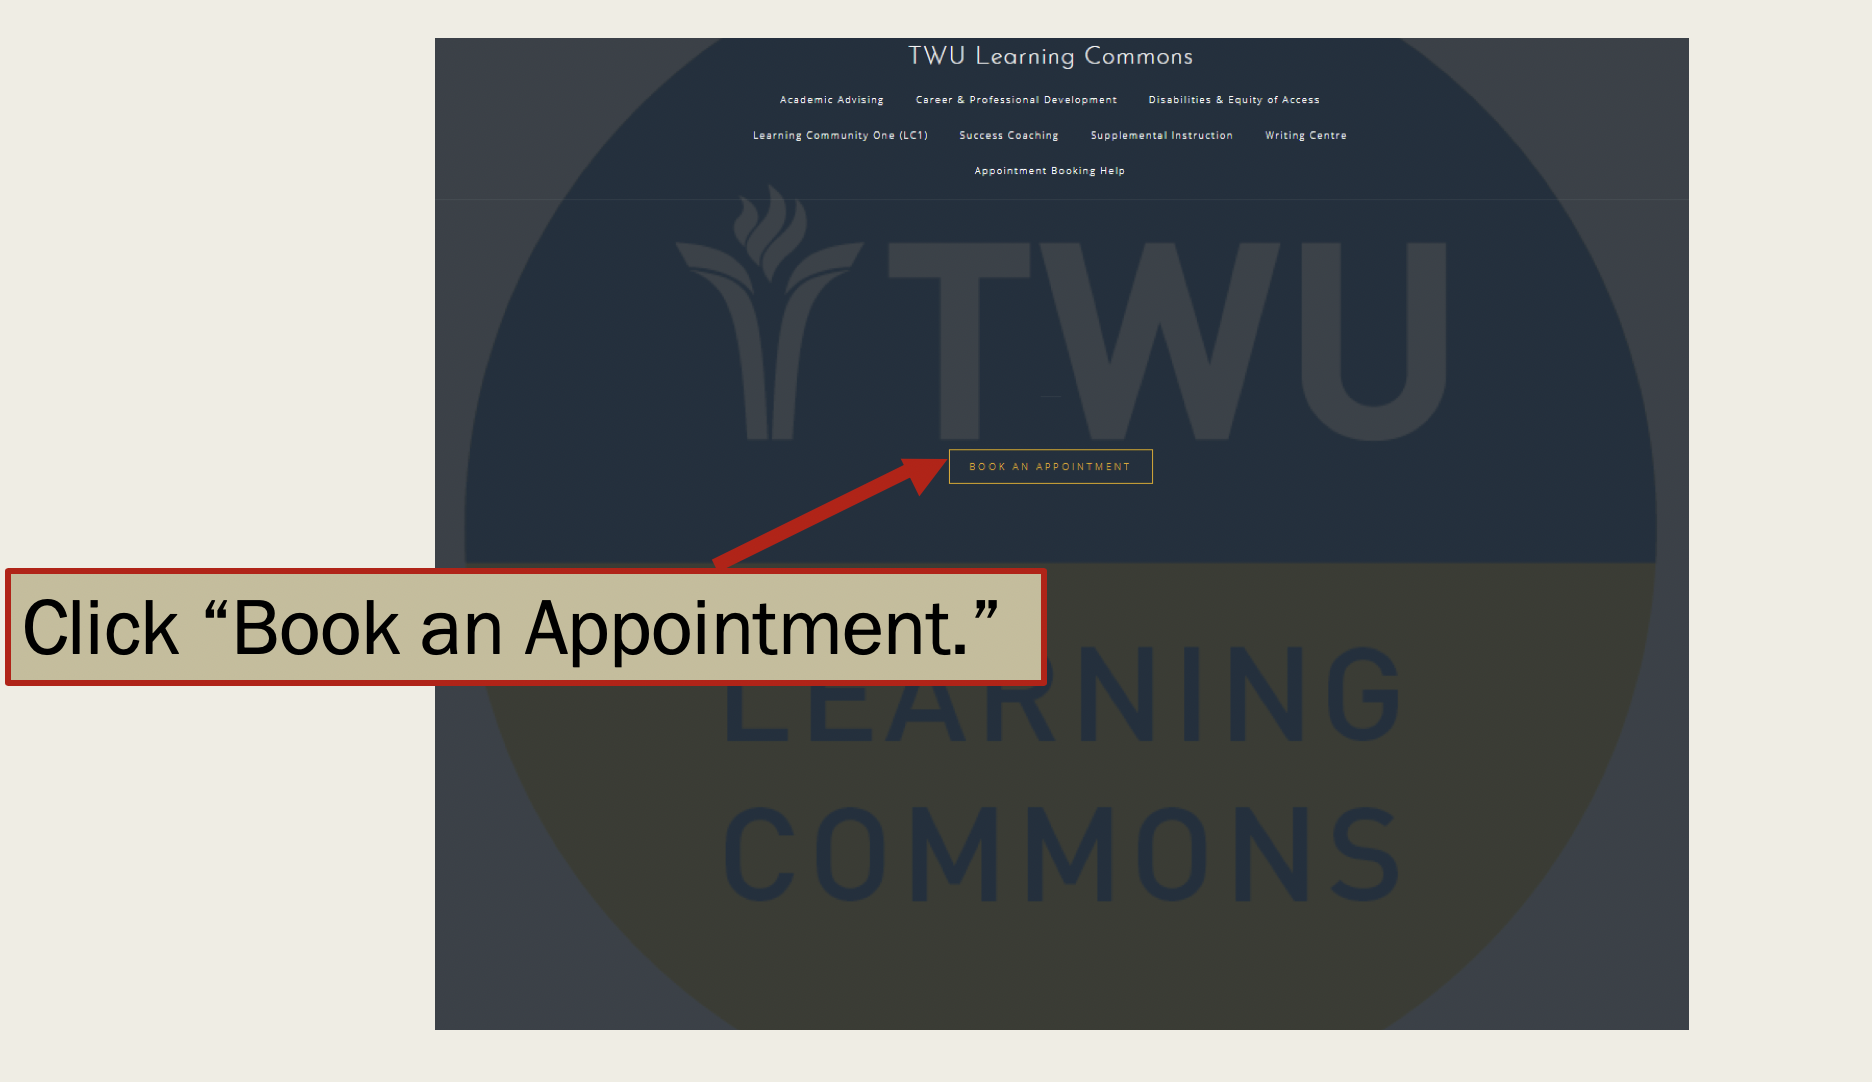 TWU Learning Commons
Academic Advising Career & Professional Development Disabilities & Equity of Access
Learning Community One (LC1) Success Coaching Supplemental Instruction Writing Centre
Appointment Booking Help
TWU
BOOK AN APPOINTMENT
Click “Book an Appointment.”
LEARNING
COMMONS